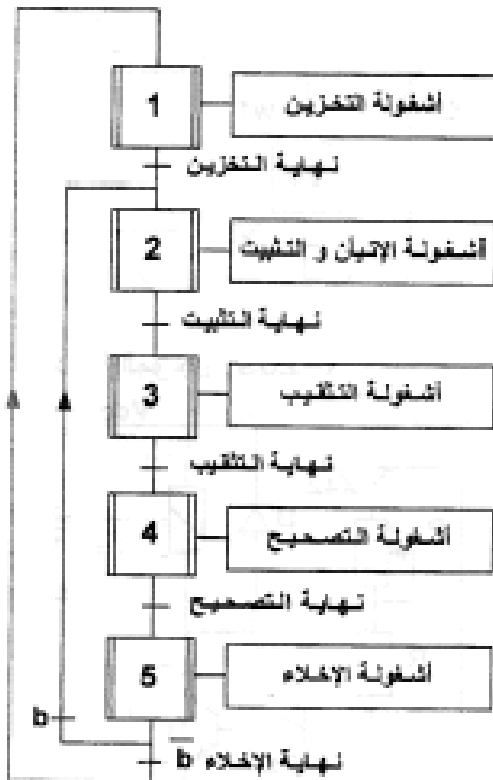 1 أشغولة التخزين
نهاية التخزين
2 أشغولة الإتيان و التثبيت
نهاية التثبيت
3 أشغولة التثقيب
نهاية التثقيب
4 أشغولة التصحيح
نهاية التصحيح
5 أشغولة الإخلاء
b
نهاية الإخلاء b̅